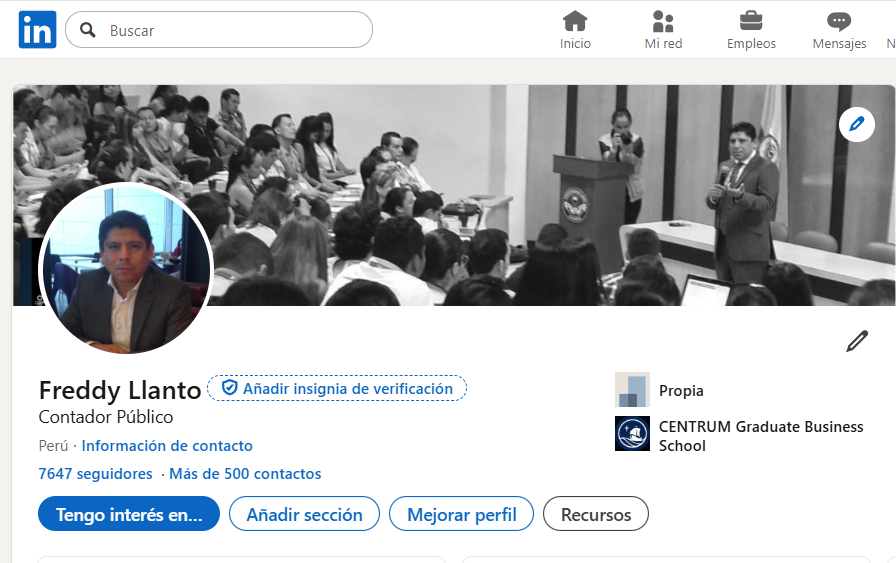 in
Buscar
Inicio
Mi red
Empleos
Mensajes
N
Freddy Llanto
Añadir insignia de verificación
Contador Público
Perú · Información de contacto
7647 seguidores · Más de 500 contactos
Propia
CENTRUM Graduate Business
School
Tengo interés en...
Añadir sección
Mejorar perfil
Recursos